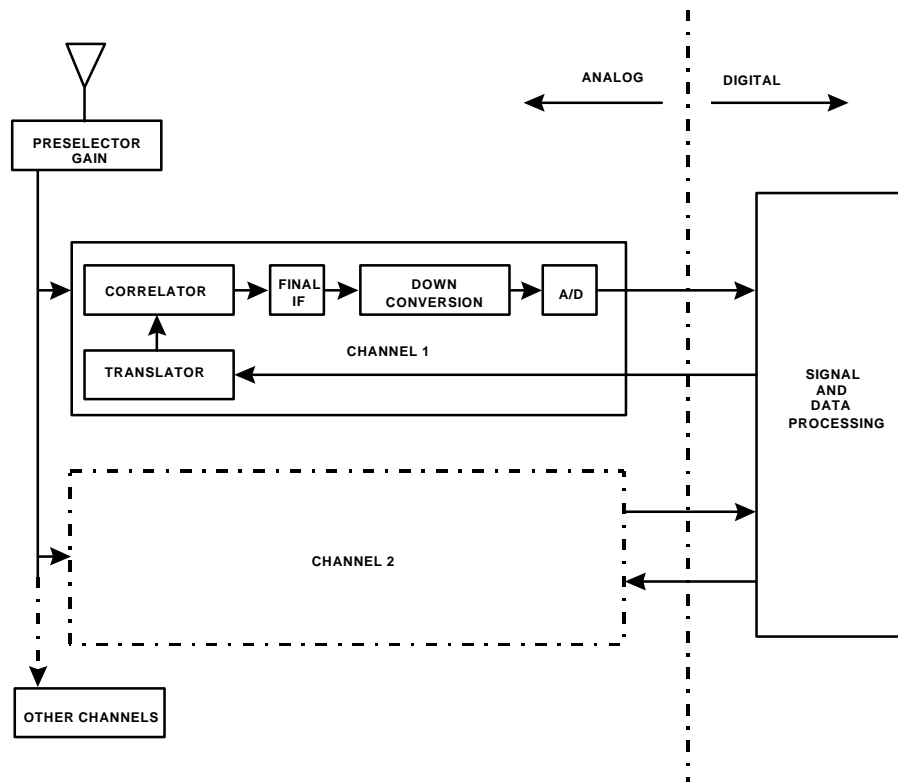 ANALOG
DIGITAL
PRESELECTOR
GAIN
CORRELATOR
FINAL
IF
DOWN
CONVERSION
A/D
CHANNEL 1
TRANSLATOR
SIGNAL
AND
DATA
PROCESSING
CHANNEL 2
OTHER CHANNELS